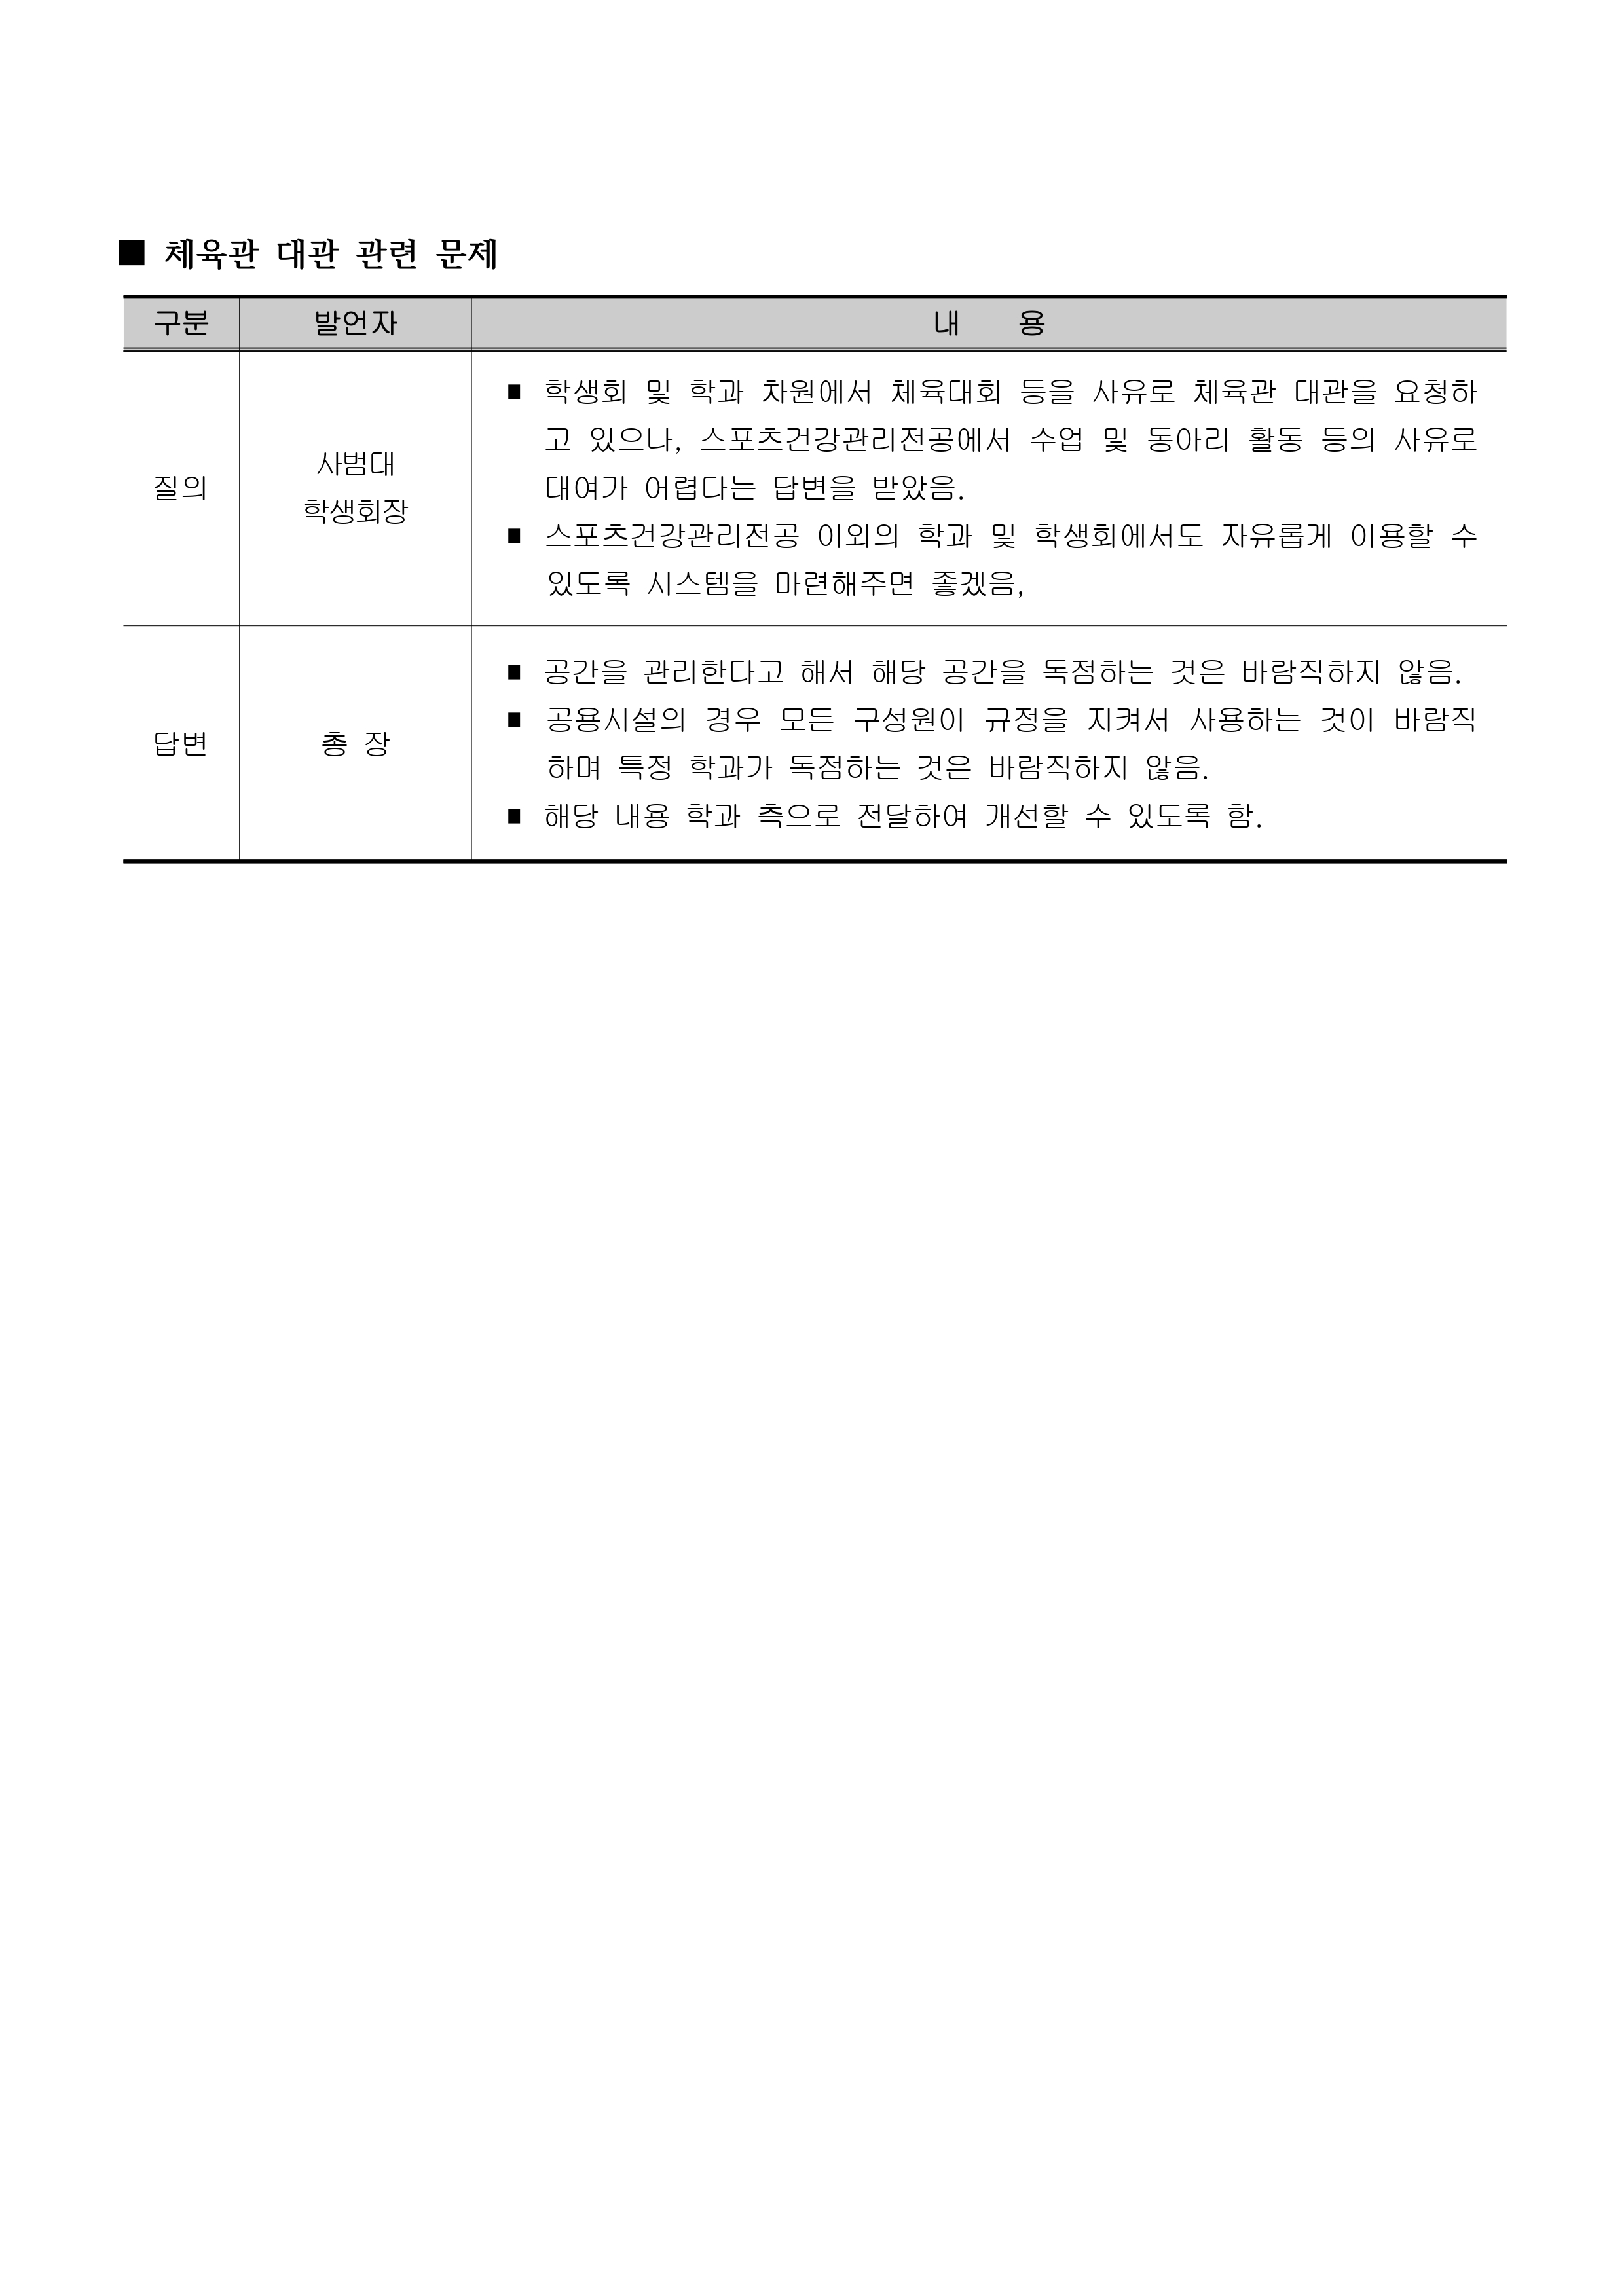 ■ 체육관 대관 관련 문제
구분 발언자 내 용
질의
사범대
학생회장
■ 학생회 및 학과 차원에서 체육대회 등을 사유로 체육관 대관을 요청하
고 있으나, 스포츠건강관리전공에서 수업 및 동아리 활동 등의 사유로
대여가 어렵다는 답변을 받았음.
■ 스포츠건강관리전공 이외의 학과 및 학생회에서도 자유롭게 이용할 수
있도록 시스템을 마련해주면 좋겠음,
답변
총 장
■ 공간을 관리한다고 해서 해당 공간을 독점하는 것은 바람직하지 않음.
■ 공용시설의 경우 모든 구성원이 규정을 지켜서 사용하는 것이 바람직
하며 특정 학과가 독점하는 것은 바람직하지 않음.
■ 해당 내용 학과 측으로 전달하여 개선할 수 있도록 함.